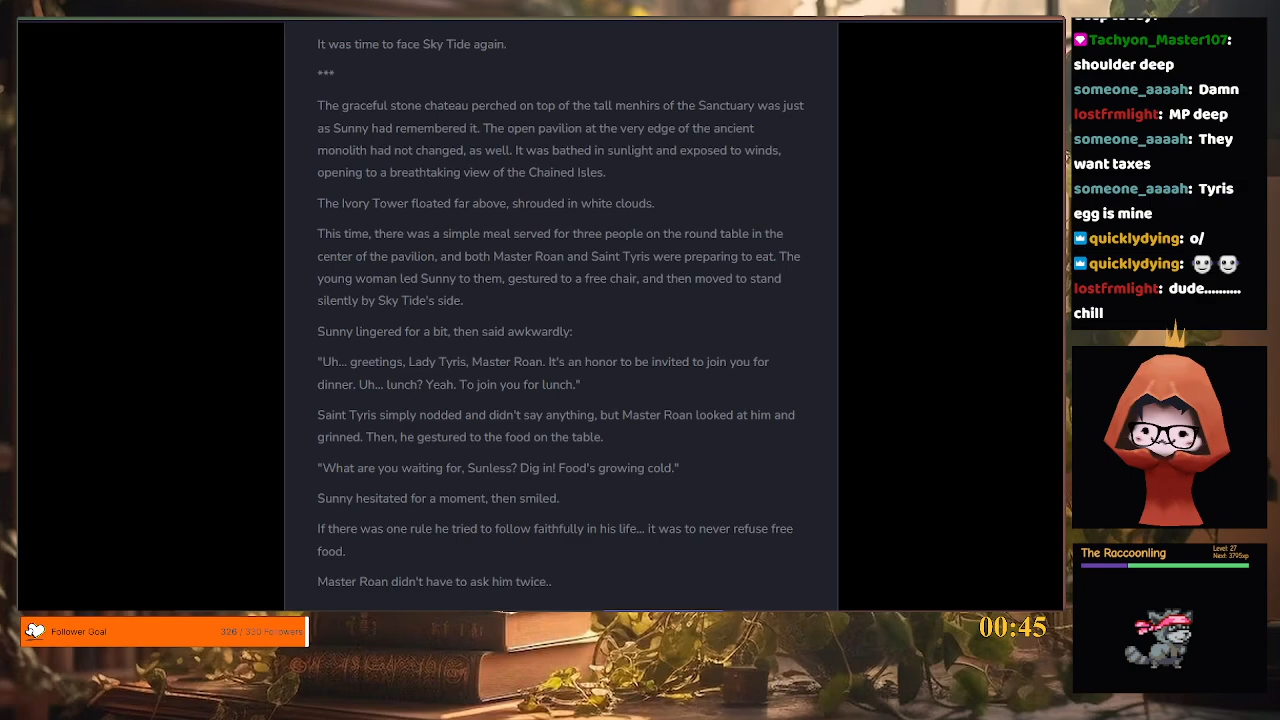 It was time to face Sky Tide again.
***
The graceful stone chateau perched on top of the tall menhirs of the Sanctuary was just
as Sunny had remembered it. The open pavilion at the very edge of the ancient
monolith had not changed, as well. It was bathed in sunlight and exposed to winds,
opening to a breathtaking view of the Chained Isles.
The Ivory Tower floated far above, shrouded in white clouds.
This time, there was a simple meal served for three people on the round table in the
center of the pavilion, and both Master Roan and Saint Tyris were preparing to eat. The
young woman led Sunny to them, gestured to a free chair, and then moved to stand
silently by Sky Tide's side.
Sunny lingered for a bit, then said awkwardly:
"Uh... greetings, Lady Tyris, Master Roan. It's an honor to be invited to join you for
dinner. Uh... lunch? Yeah. To join you for lunch."
Saint Tyris simply nodded and didn't say anything, but Master Roan looked at him and
grinned. Then, he gestured to the food on the table.
"What are you waiting for, Sunless? Dig in! Food's growing cold."
Sunny hesitated for a moment, then smiled.
If there was one rule he tried to follow faithfully in his life... it was to never refuse free
food.
Master Roan didn't have to ask him twice..
Tachyon_Master107:
shoulder deep
someone_aaaah: Damn
lostfrmlight: MP deep
someone_aaaah: They
want taxes
someone_aaaah: Tyris
egg is mine
quicklydying: o/
quicklydying:
lostfrmlight: dude..........
chill
The Raccoonling
Level: 27
Next: 3795xp
Follower Goal
326 / 330 Followers
00:45